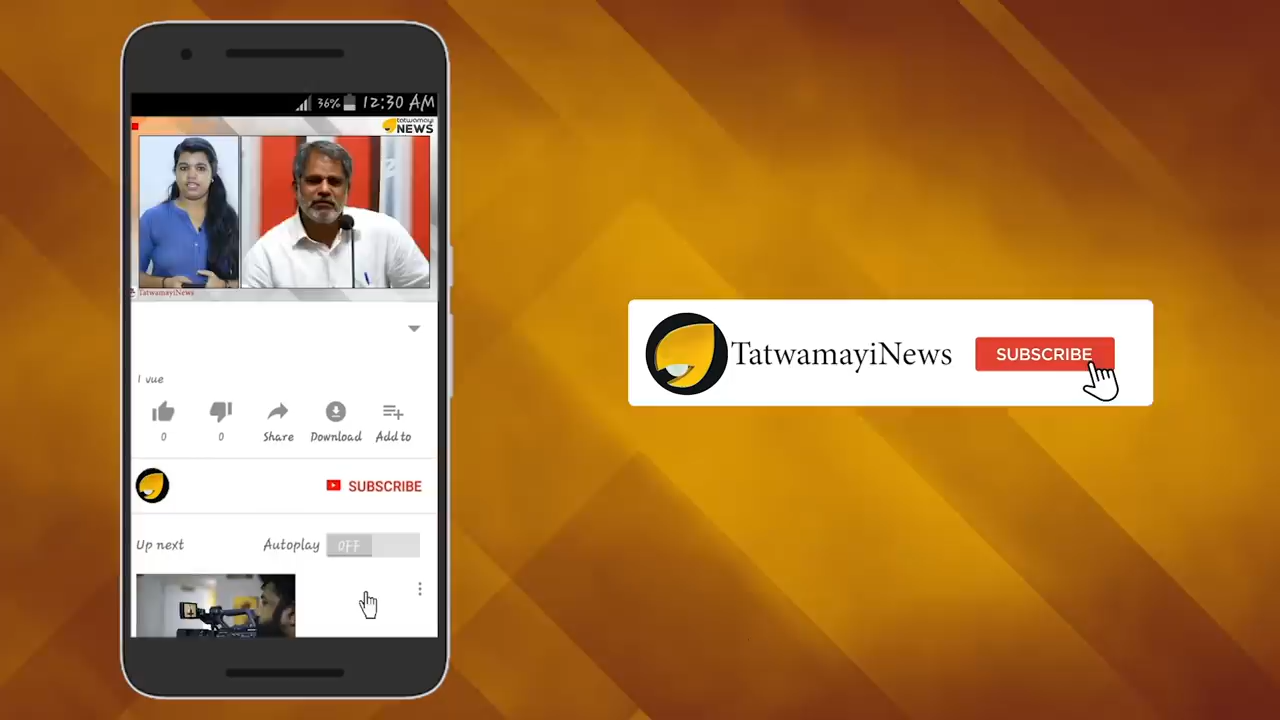 36% 12:30 AM
tatwamayi
NEWS
TatwamayiNews
1 vue
0 0 Share Download Add to
SUBSCRIBE
Up next Autoplay OFF
TatwamayiNews SUBSCRIBE